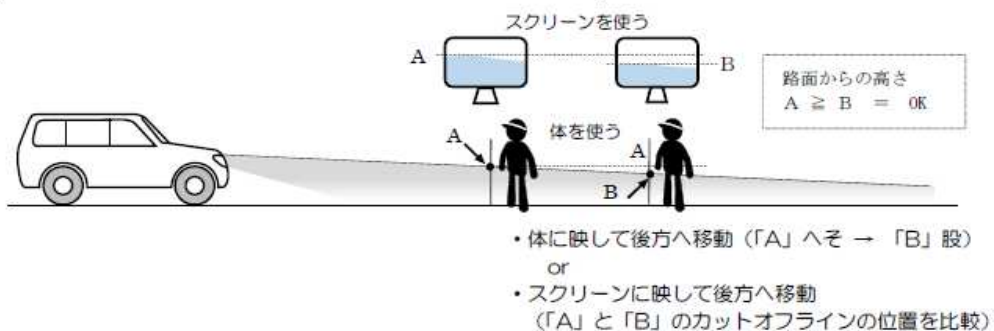 スクリーンを使う
A
B
路面からの高さ
A ≧ B = OK
A
体を使う
A
B
・体に映して後方へ移動（「A」へそ → 「B」股）
or
・スクリーンに映して後方へ移動
（「A」と「B」のカットオフラインの位置を比較）